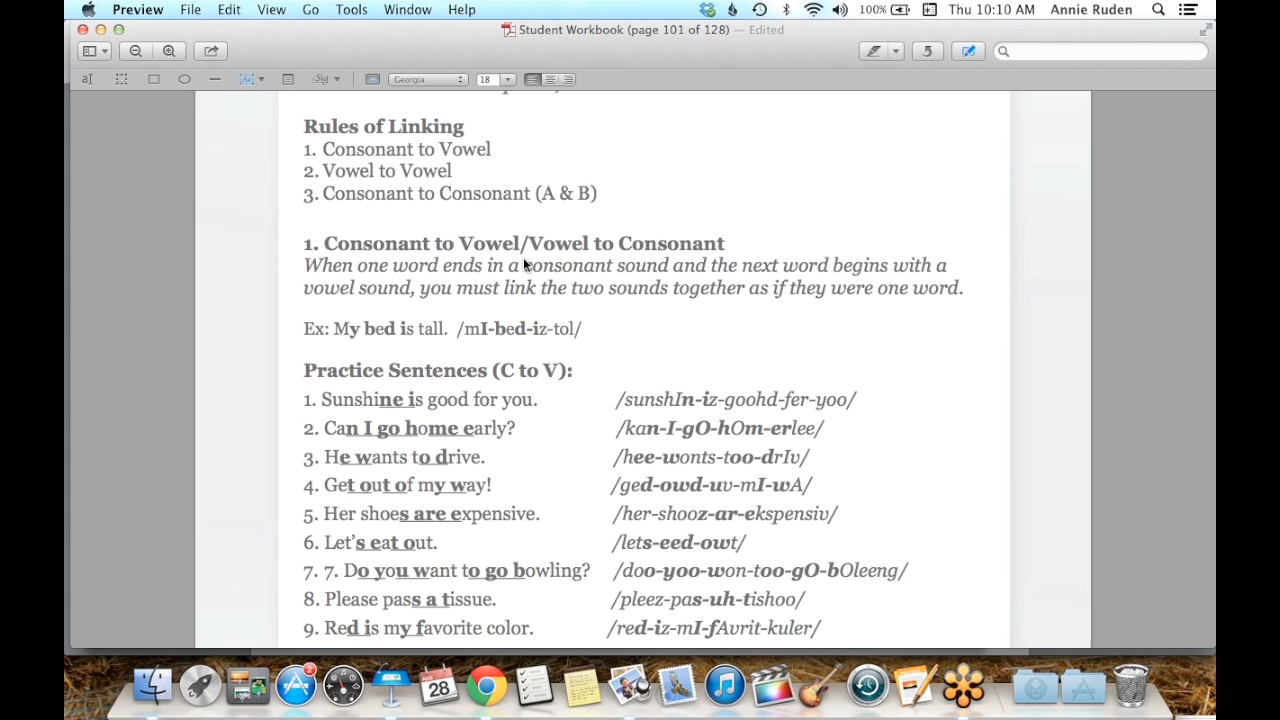 Preview File Edit View Go Tools Window Help 100% Thu 10:10 AM Annie Ruden
Student Workbook (page 101 of 128) — Edited
Georgia 18
Rules of Linking
1. Consonant to Vowel
2. Vowel to Vowel
3. Consonant to Consonant (A & B)
1. Consonant to Vowel/Vowel to Consonant
When one word ends in a consonant sound and the next word begins with a
vowel sound, you must link the two sounds together as if they were one word.
Ex: My bed is tall. /mI-bed-iz-tol/
Practice Sentences (C to V):
1. Sunshine is good for you. /sunshIn-iz-goohd-fer-yoo/
2. Can I go home early? /kan-I-gO-hOm-erlee/
3. He wants to drive. /hee-wonts-too-drIv/
4. Get out of my way! /ged-owd-uv-mI-wA/
5. Her shoes are expensive. /her-shooz-ar-ekspensiv/
6. Let's eat out. /lets-eed-owt/
7. 7. Do you want to go bowling? /doo-yoo-won-too-gO-bOleeng/
8. Please pass a tissue. /pleez-pas-uh-tishoo/
9. Red is my favorite color. /red-iz-mI-fAvrit-kuler/
2
AUG
28